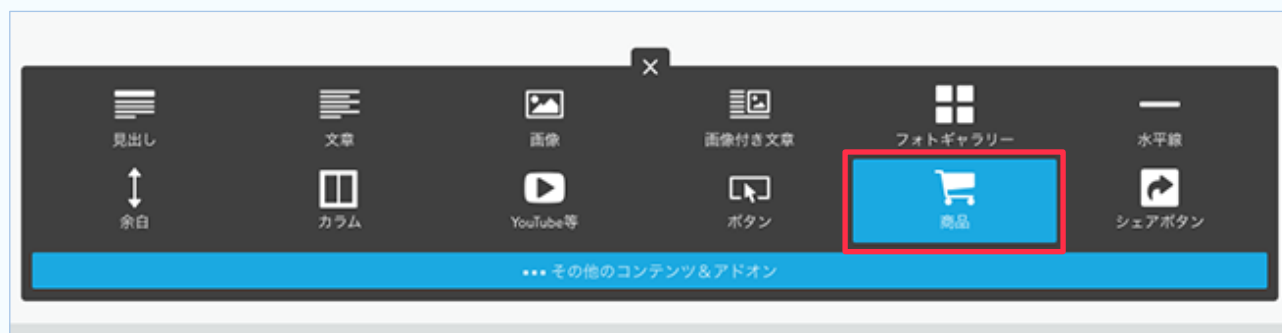 見出し
文章
画像
画像付き文章
フォトギャラリー
水平線
余白
カラム
YouTube等
ボタン
商品
シェアボタン
••• その他のコンテンツ＆アドオン